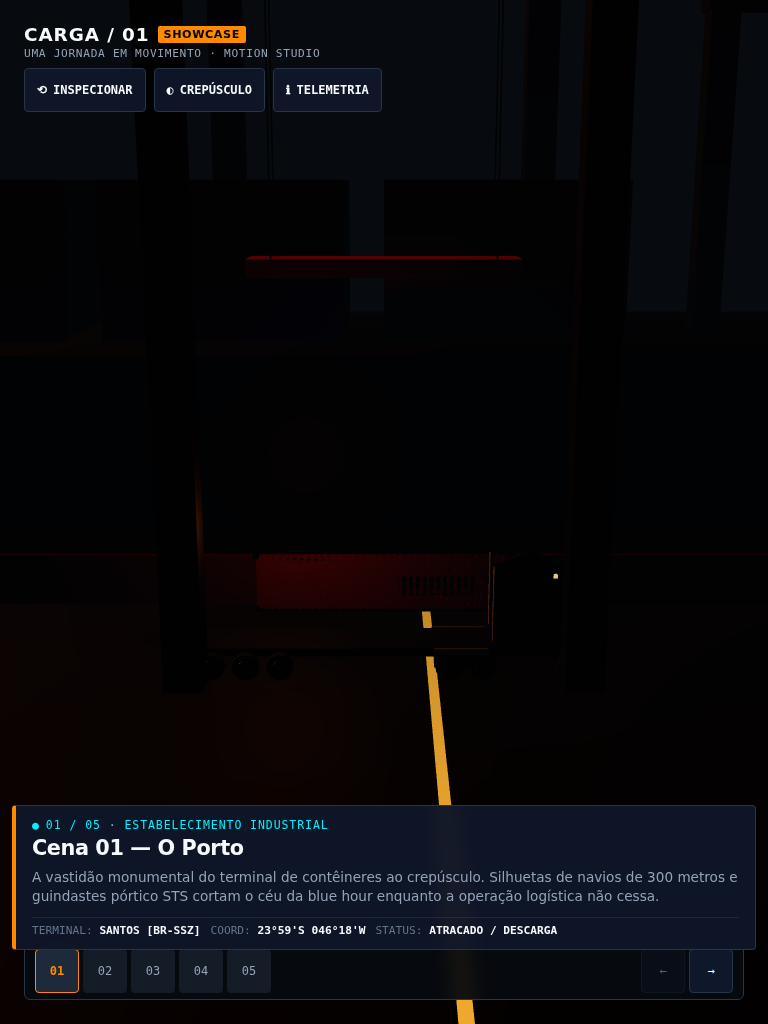 CARGA / 01 SHOWCASE
UMA JORNADA EM MOVIMENTO · MOTION STUDIO
⟲ INSPECIONAR ◐ CREPÚSCULO ℹ TELEMETRIA
● 01 / 05 · ESTABELECIMENTO INDUSTRIAL
Cena 01 — O Porto
A vastidão monumental do terminal de contêineres ao crepúsculo. Silhuetas de navios de 300 metros e
guindastes pórtico STS cortam o céu da blue hour enquanto a operação logística não cessa.
TERMINAL: SANTOS [BR-SSZ] COORD: 23°59'S 046°18'W STATUS: ATRACADO / DESCARGA
01 02 03 04 05 ← →